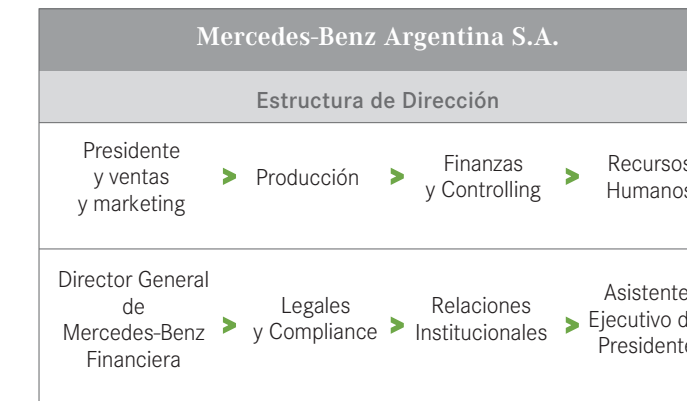 Mercedes-Benz Argentina S.A.
Estructura de Dirección
Presidente
y ventas
y marketing
> Producción >
Finanzas
y Controlling
>
Recursos
Humanos
Director General
de
Mercedes-Benz
Financiera
>
Legales
y Compliance
>
Relaciones
Institucionales
>
Asistente
Ejecutivo d
Presidente